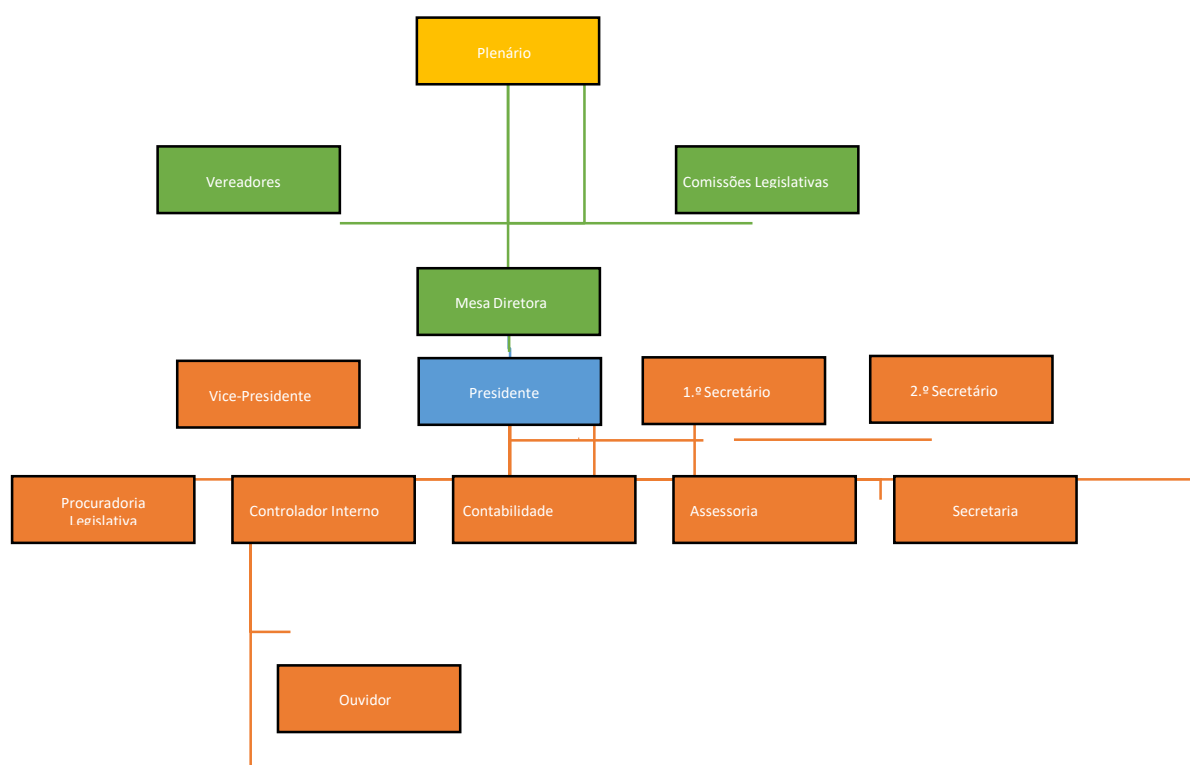 Plenário
Vereadores
Comissões Legislativas
Mesa Diretora
Vice-Presidente
Presidente
1.º Secretário
2.º Secretário
Procuradoria
Legislativa
Controlador Interno
Contabilidade
Assessoria
Secretaria
Ouvidor